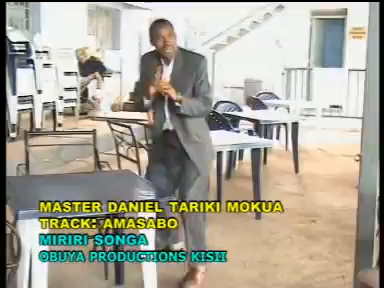 MASTER DANIEL TARIKI MOKUA
TRACK: AMASABO
MIRIRI SONGA
OBUYA PRODUCTIONS KISII